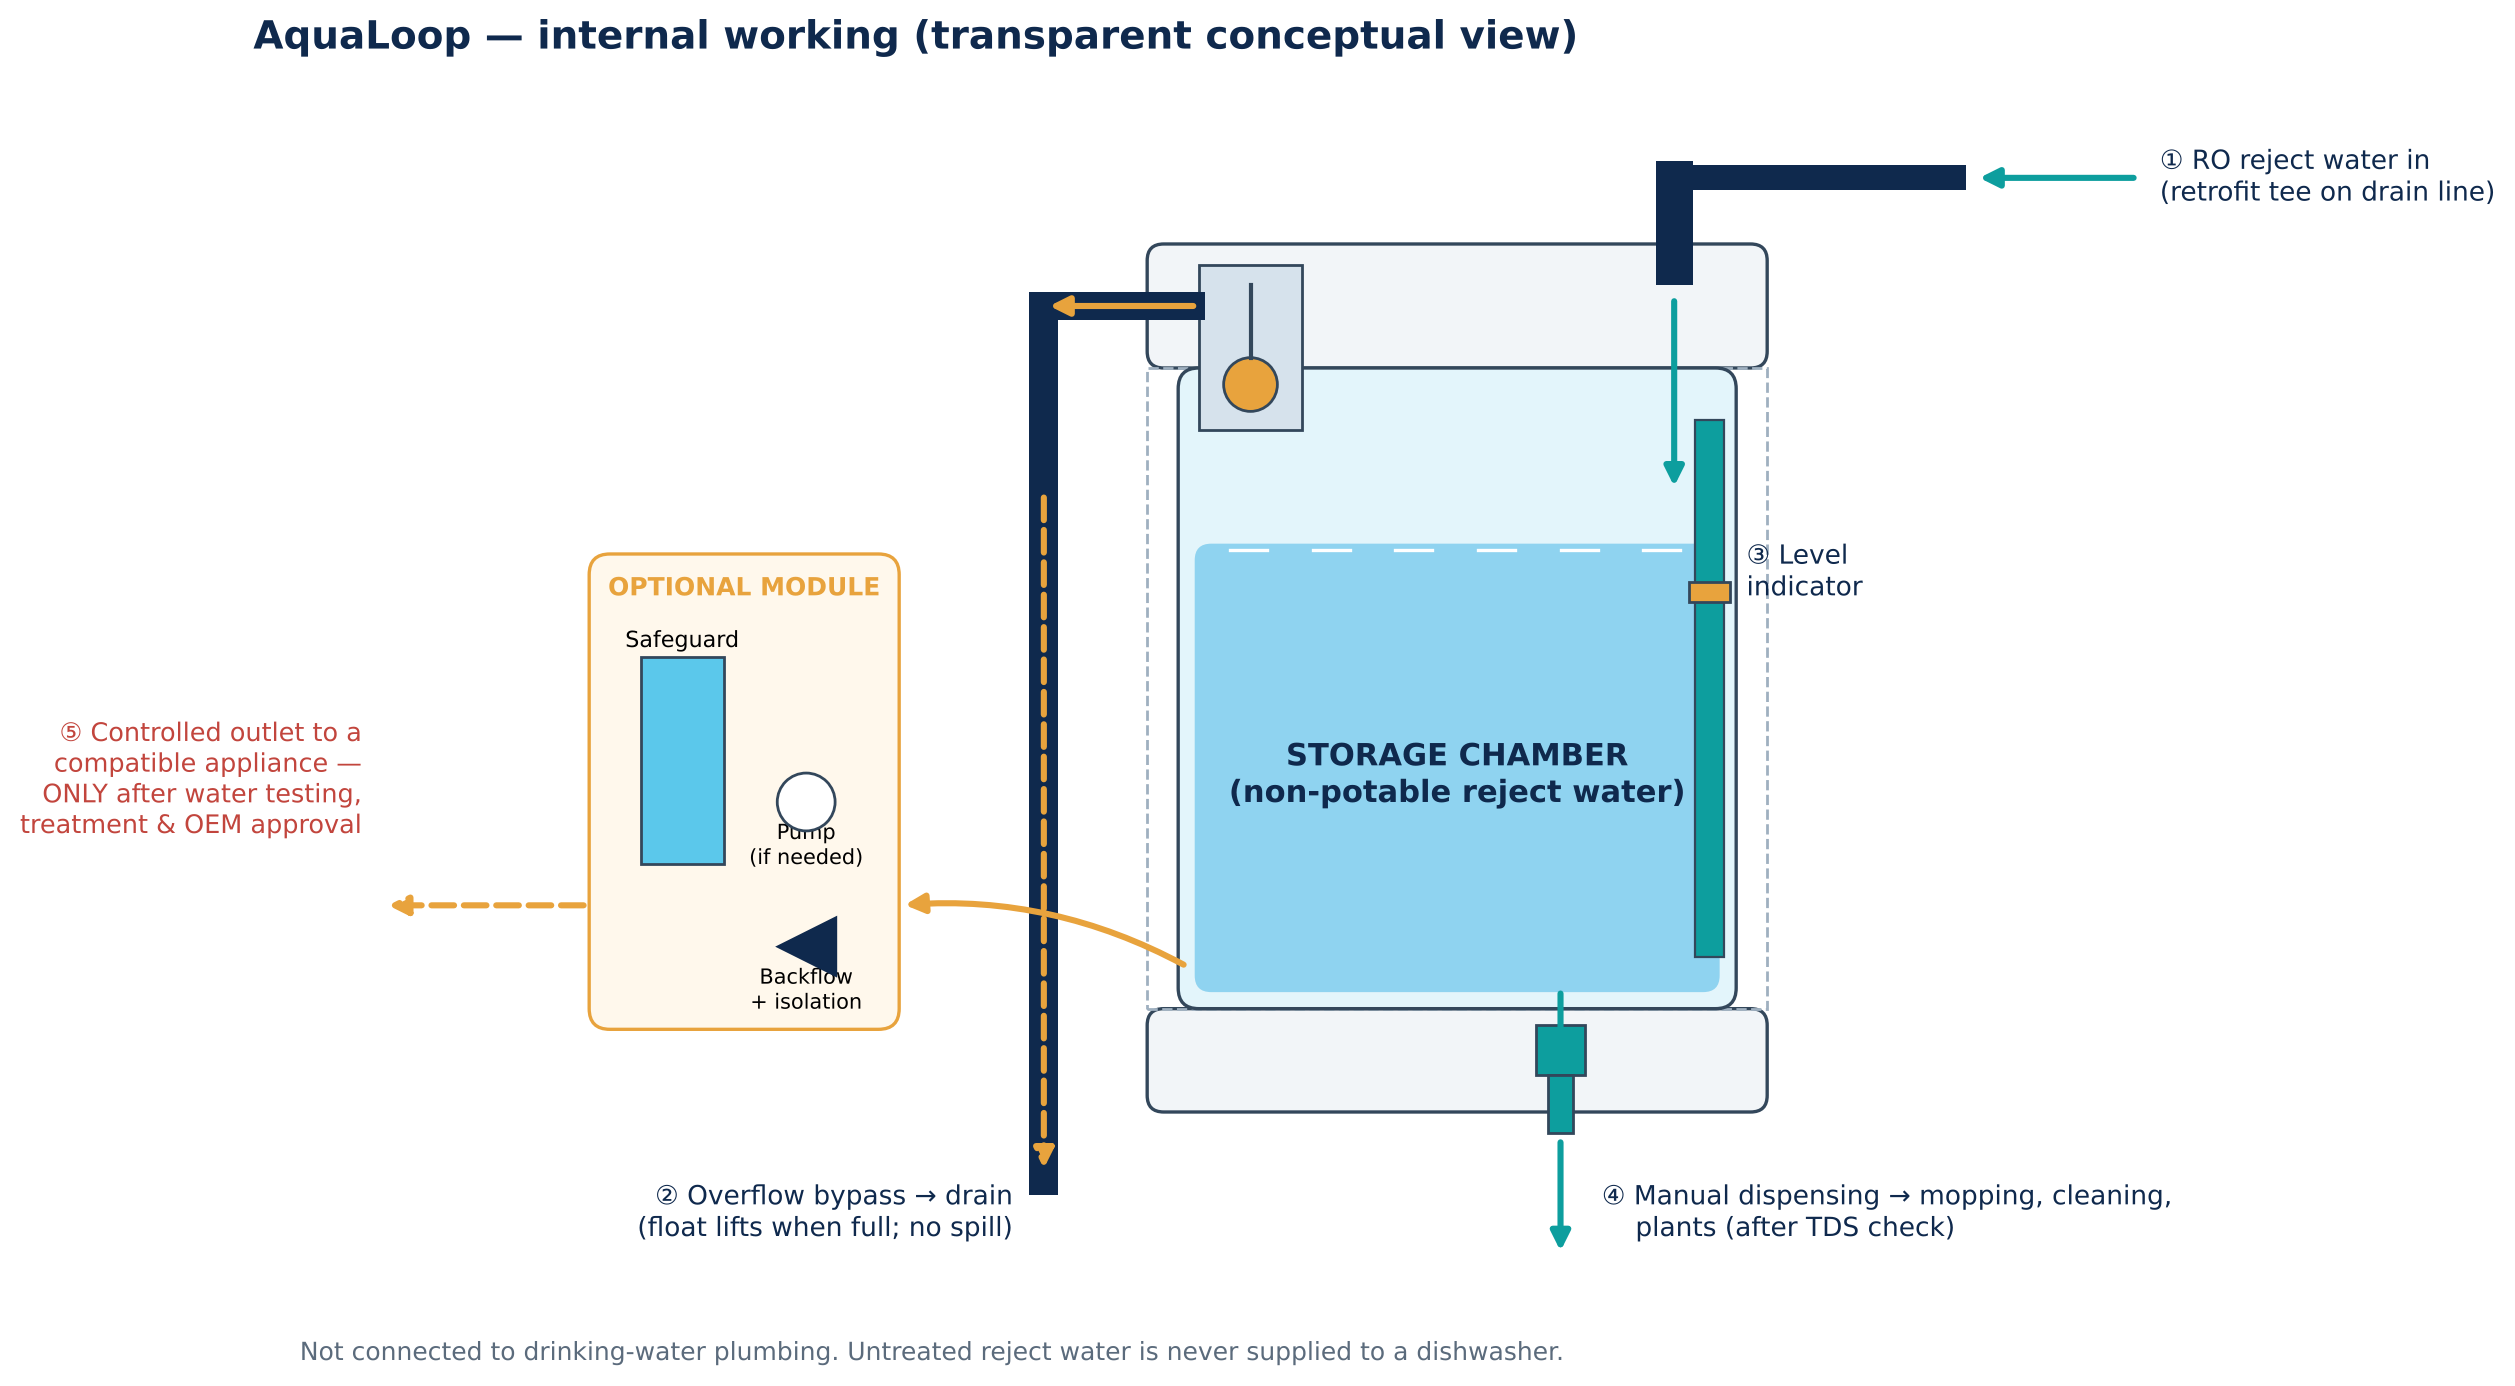 AquaLoop — internal working (transparent conceptual view)
① RO reject water in
(retrofit tee on drain line)
③ Level
indicator
OPTIONAL MODULE
Safeguard
⑤ Controlled outlet to a
compatible appliance —
ONLY after water testing,
treatment & OEM approval
STORAGE CHAMBER
(non-potable reject water)
Pump
(if needed)
Backflow
+ isolation
② Overflow bypass → drain
(float lifts when full; no spill)
④ Manual dispensing → mopping, cleaning,
plants (after TDS check)
Not connected to drinking-water plumbing. Untreated reject water is never supplied to a dishwasher.